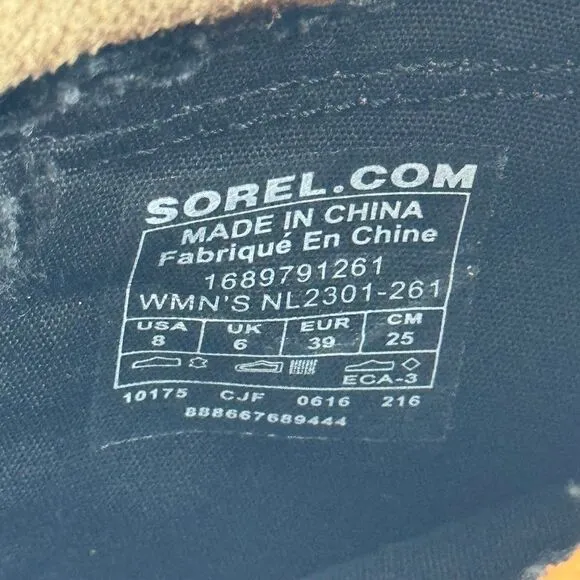 SOREL.COM
MADE IN CHINA
Fabriqué En Chine
1689791261
WMN'S NL2301-261
USA UK EUR CM
8 6 39 25
ECA-3
10175 CJF 0616 216
888667689444